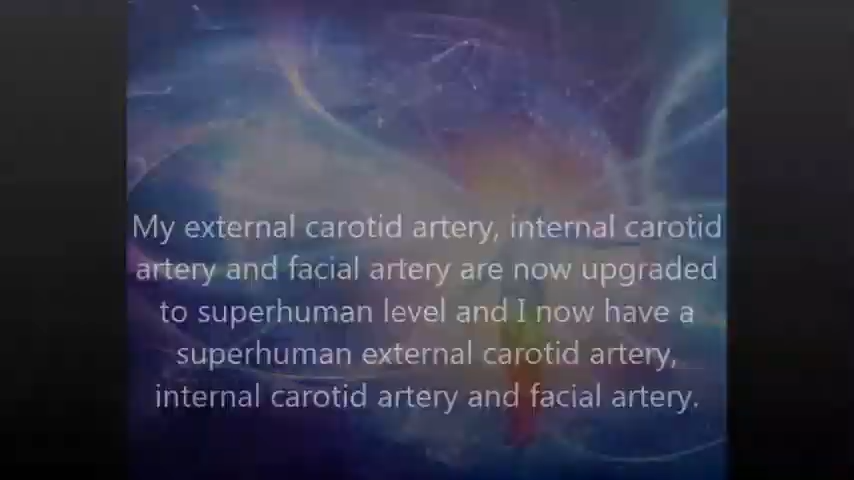 My external carotid artery, internal carotid
artery and facial artery are now upgraded
to superhuman level and I now have a
superhuman external carotid artery,
internal carotid artery and facial artery.